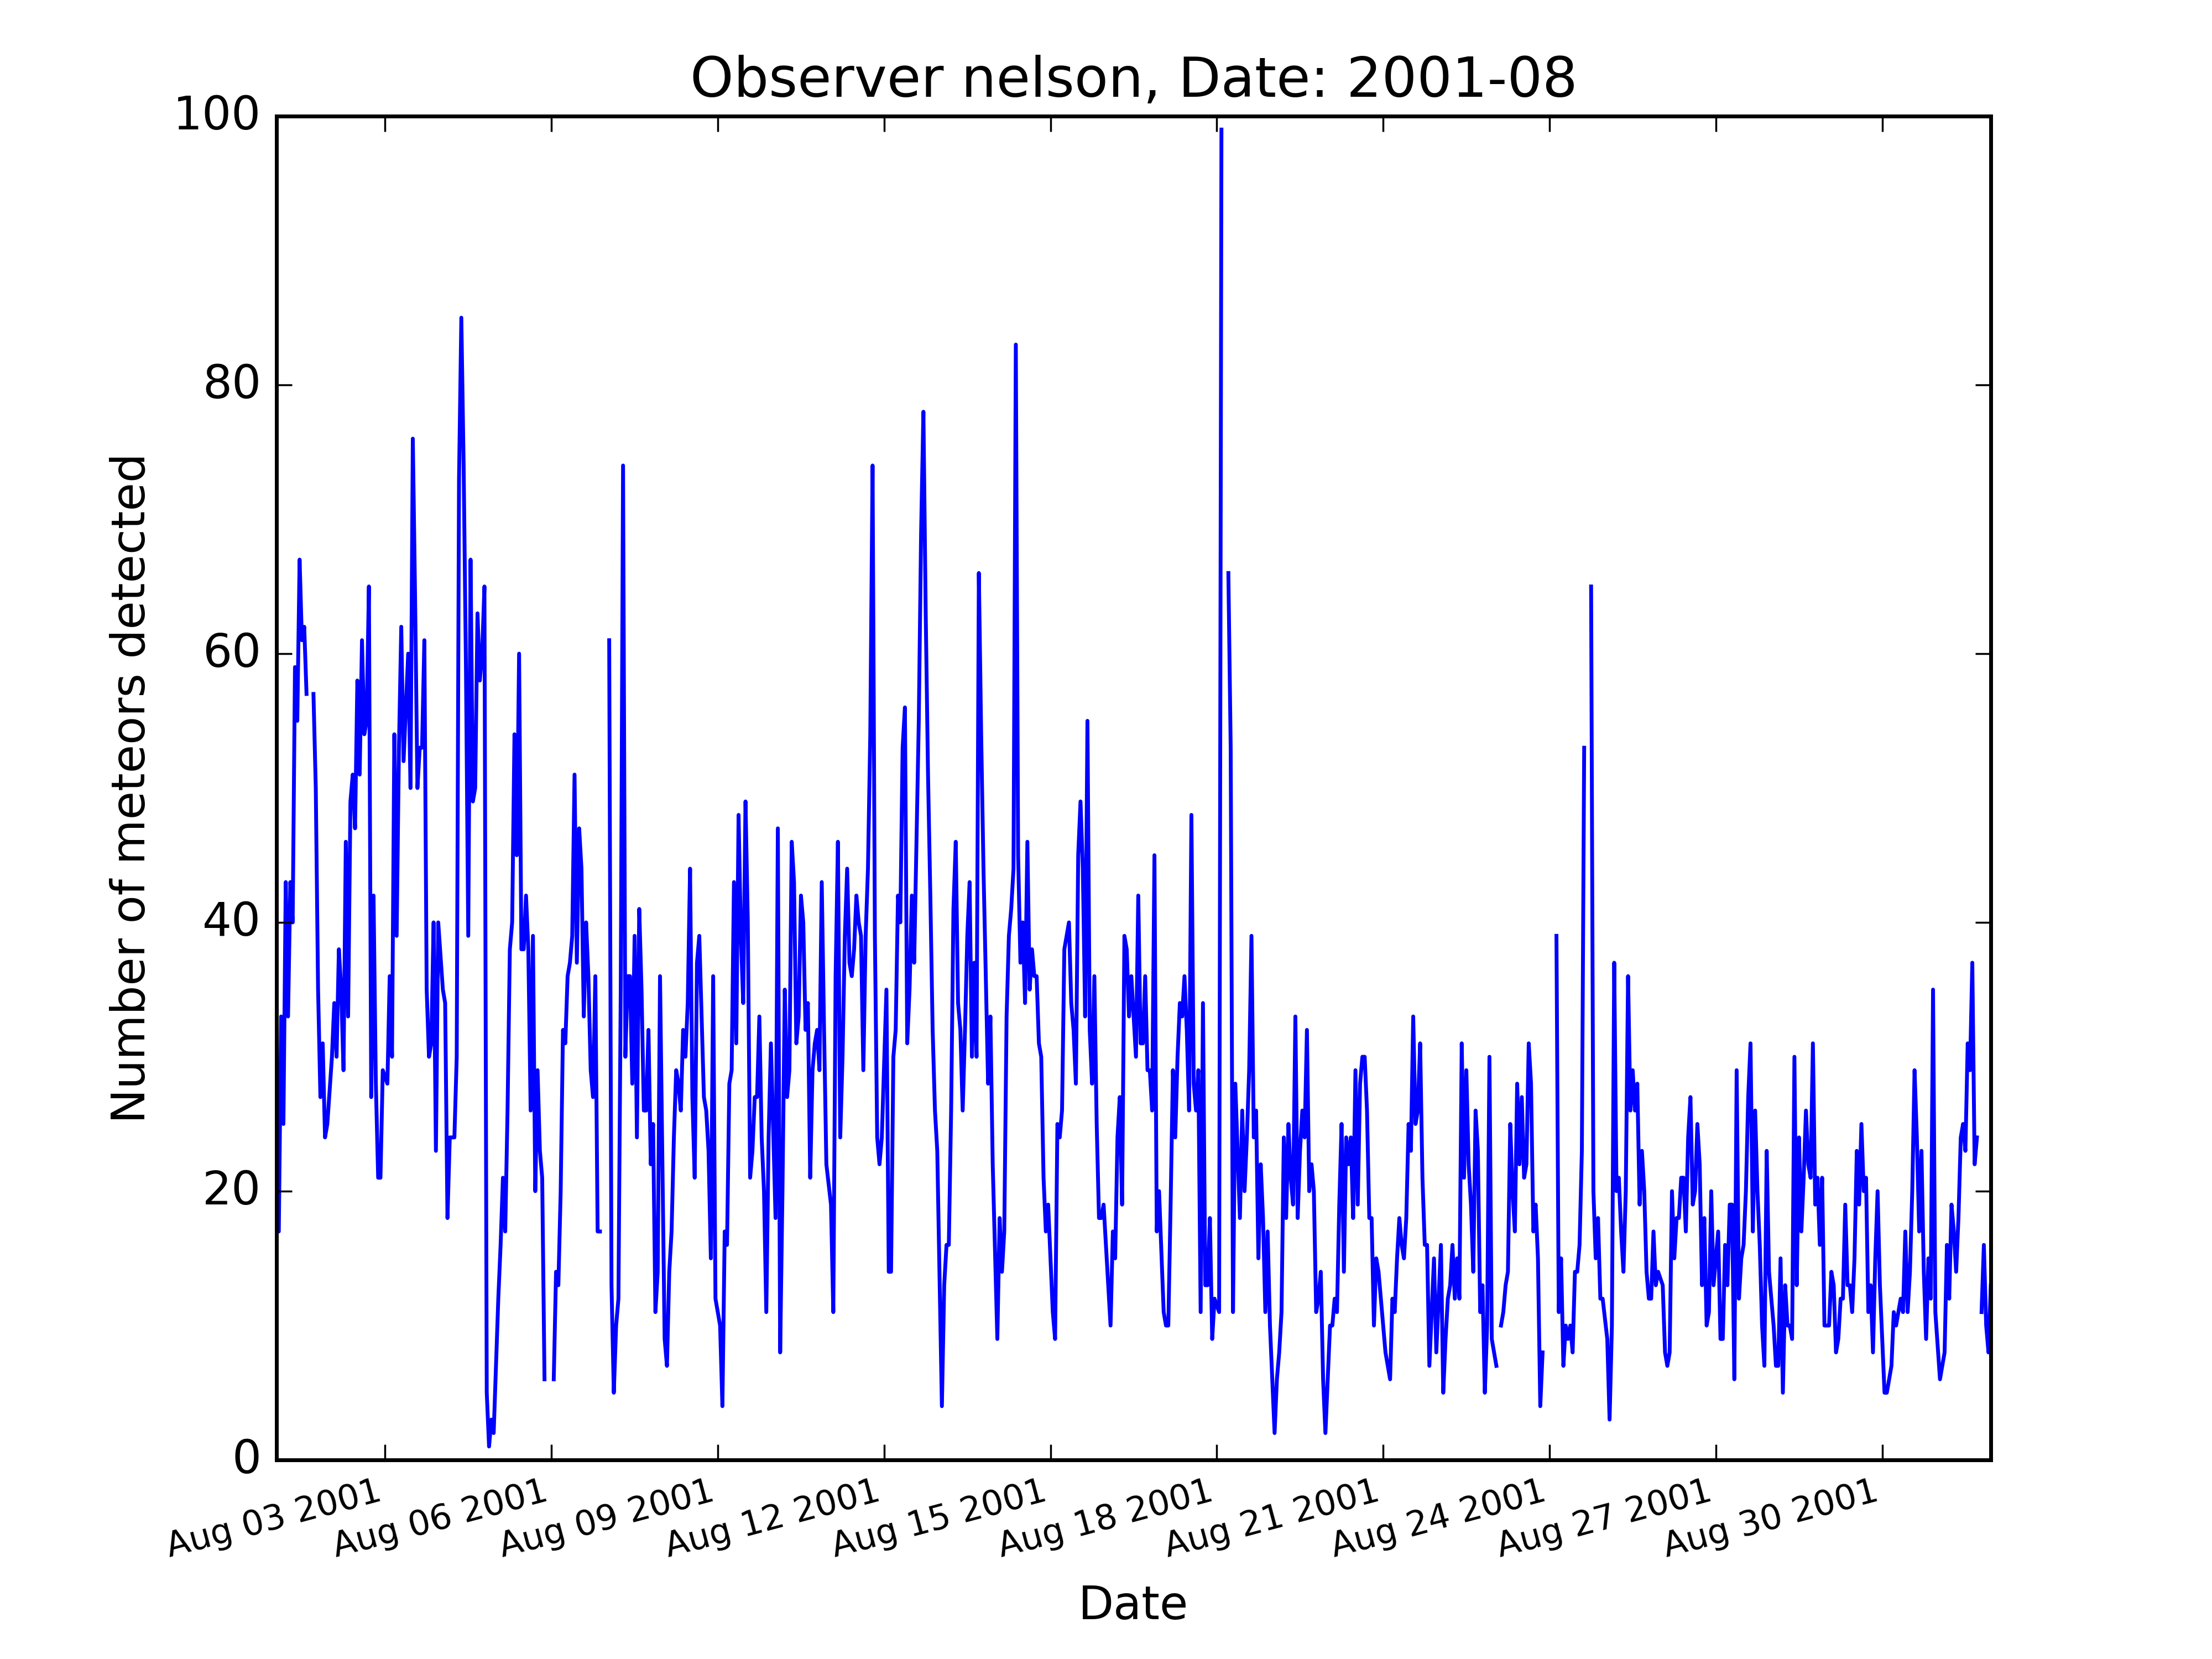 Observer nelson, Date: 2001-08
Number of meteors detected
100
80
60
40
20
0
Aug 03 2001
Aug 06 2001
Aug 09 2001
Aug 12 2001
Aug 15 2001
Aug 18 2001
Aug 21 2001
Aug 24 2001
Aug 27 2001
Aug 30 2001
Date